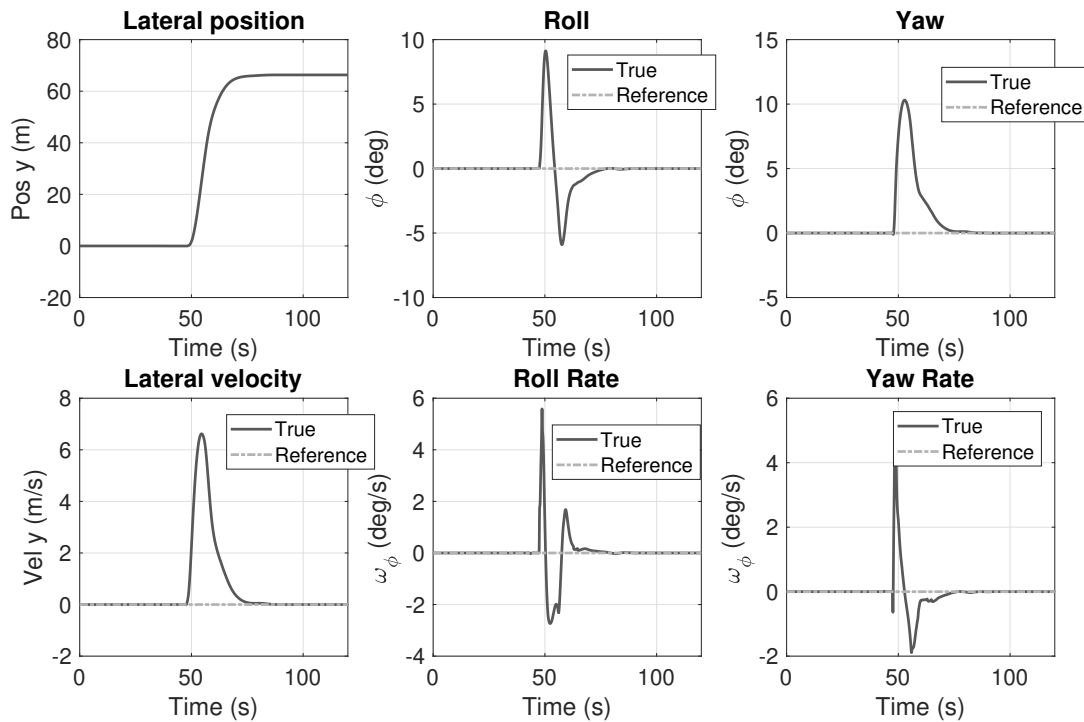 Lateral position
80
60
40
20
0
-20
Pos y (m)
0
50
100
Time (s)
Roll
10
5
0
-5
-10
ϕ (deg)
True
Reference
0
50
100
Time (s)
Yaw
15
10
5
0
-5
ϕ (deg)
True
Reference
0
50
100
Time (s)
Lateral velocity
8
6
4
2
0
-2
Vel y (m/s)
True
Reference
0
50
100
Time (s)
Roll Rate
6
4
2
0
-2
-4
ω_ϕ (deg/s)
True
Reference
0
50
100
Time (s)
Yaw Rate
6
4
2
0
-2
ω_ϕ (deg/s)
True
Reference
0
50
100
Time (s)